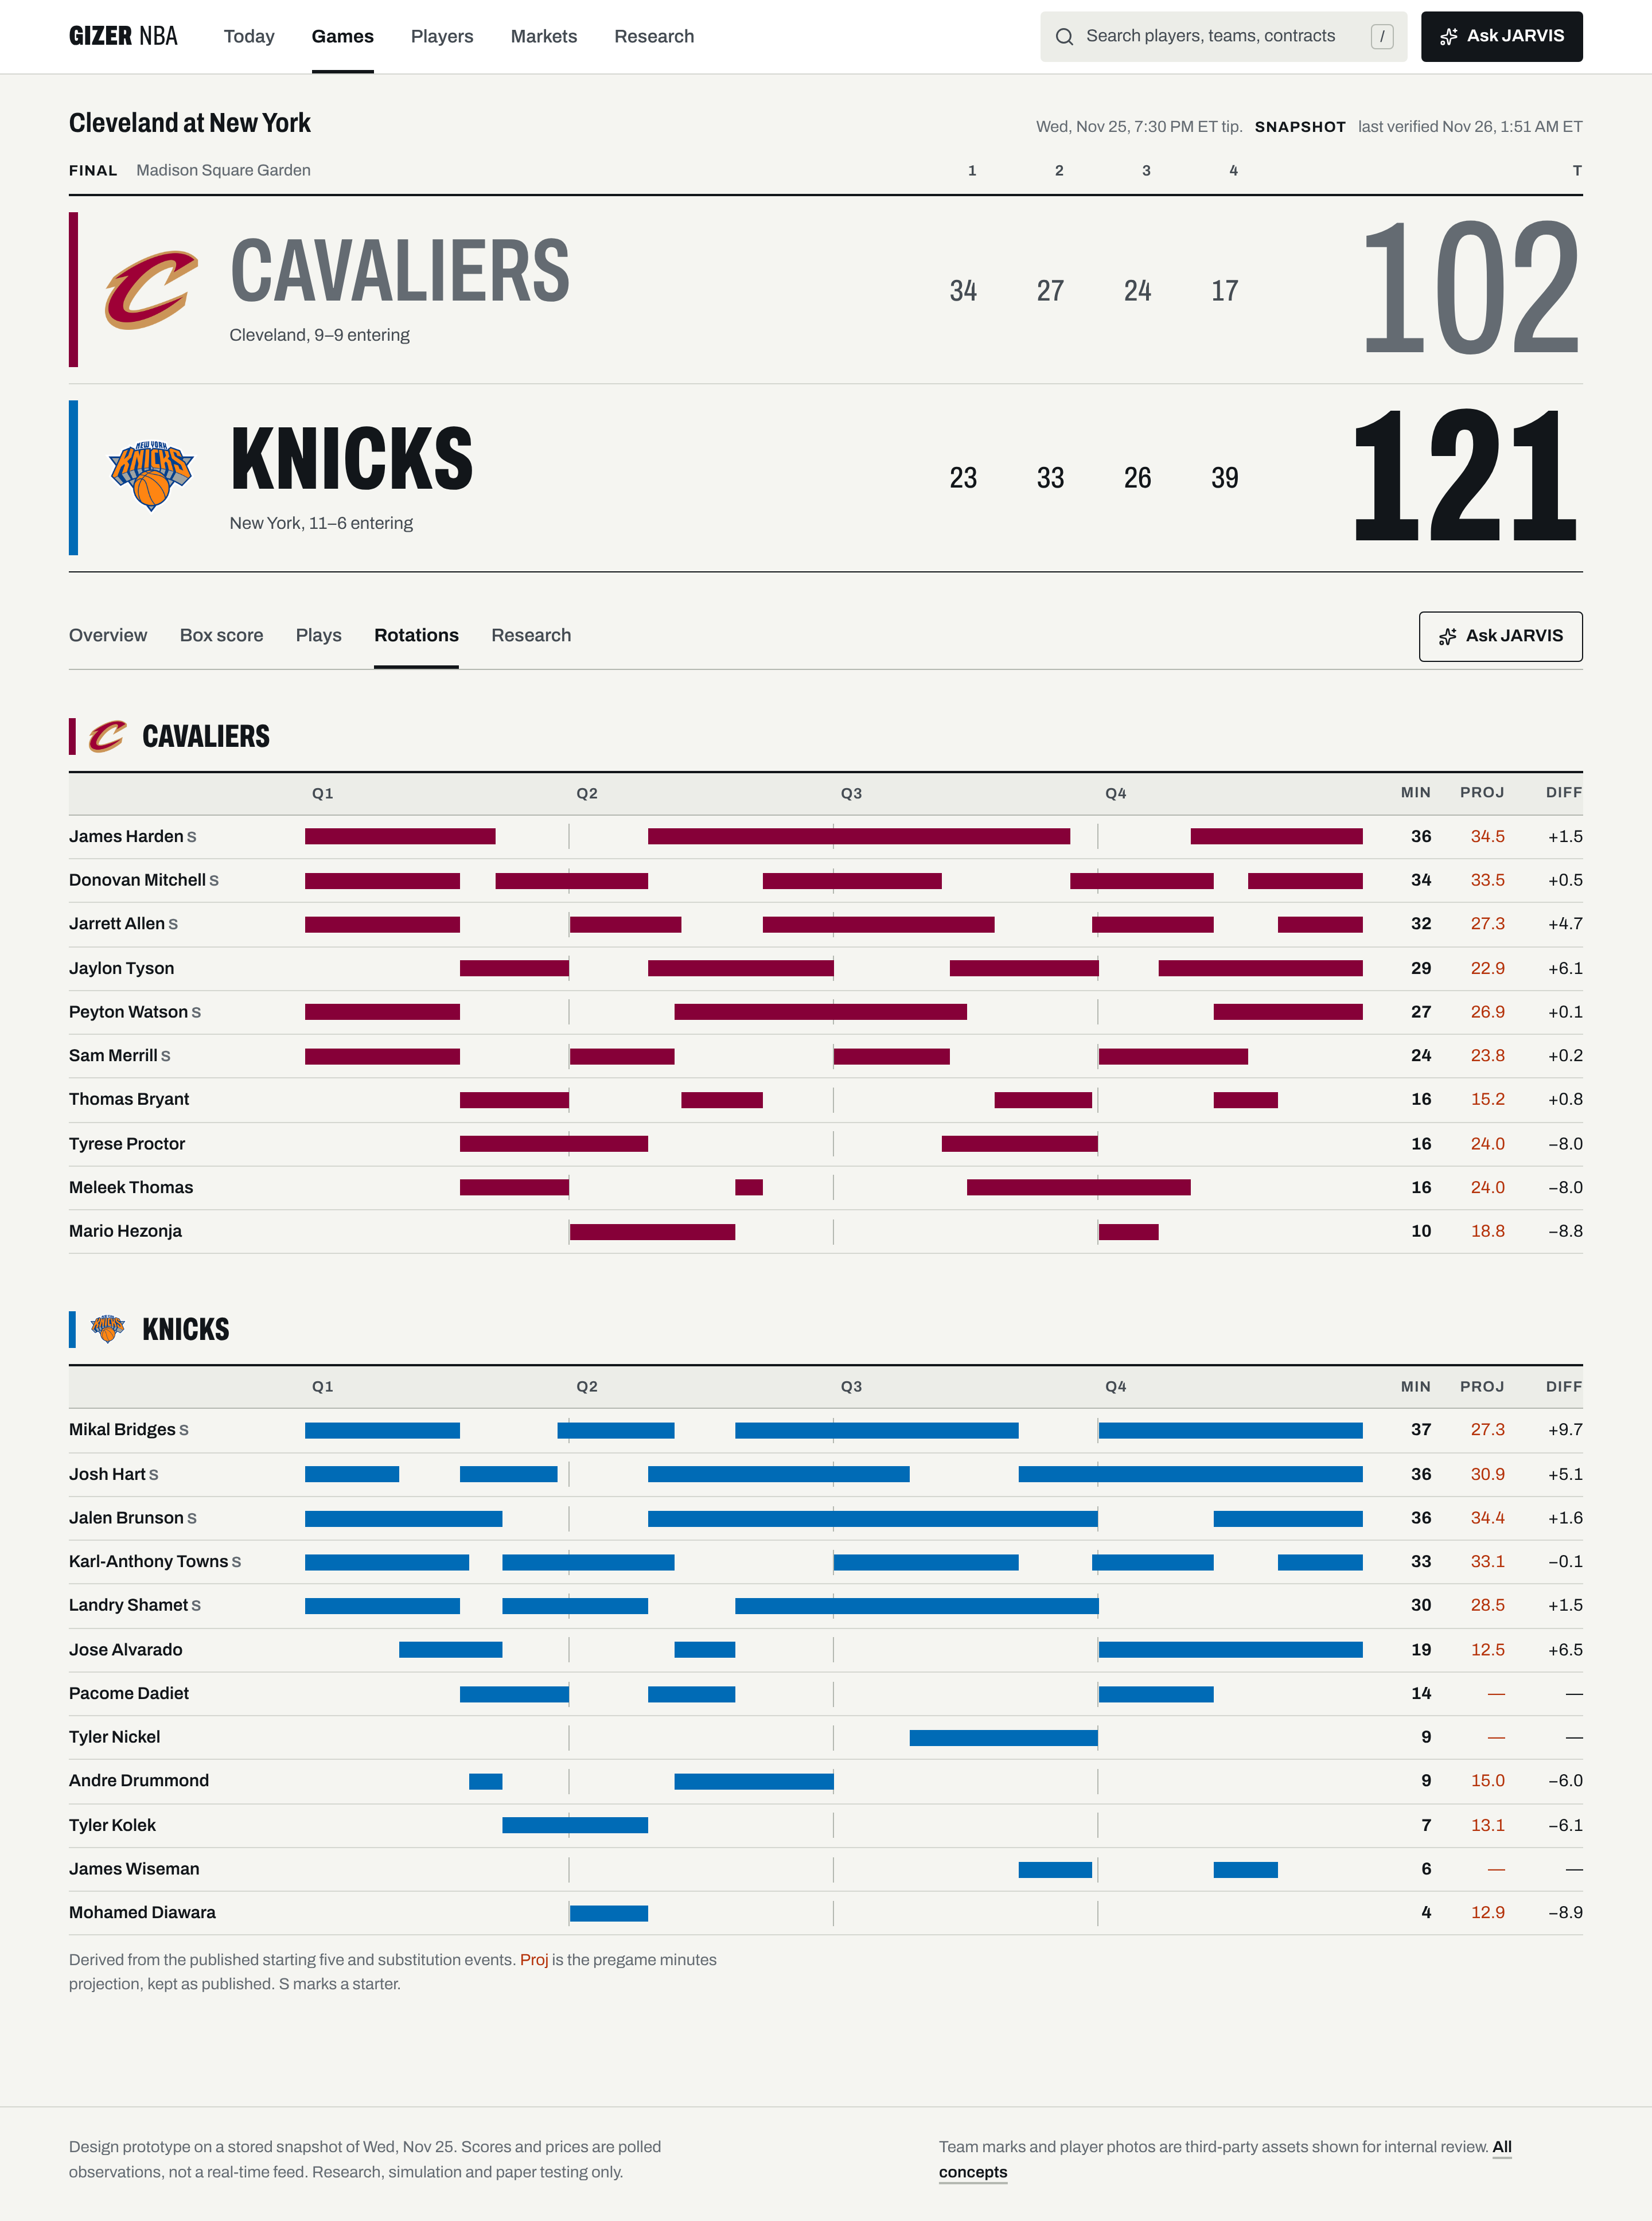 GIZER NBA Today Games Players Markets Research Search players, teams, contracts / Ask JARVIS
Cleveland at New York Wed, Nov 25, 7:30 PM ET tip. SNAPSHOT last verified Nov 26, 1:51 AM ET
FINAL Madison Square Garden 1 2 3 4 T
CAVALIERS 34 27 24 17 102
Cleveland, 9–9 entering
NEW YORK
KNICKS
KNICKS 23 33 26 39 121
New York, 11–6 entering
Overview Box score Plays Rotations Research Ask JARVIS
CAVALIERS
Q1 Q2 Q3 Q4 MIN PROJ DIFF
James Harden S 36 34.5 +1.5
Donovan Mitchell S 34 33.5 +0.5
Jarrett Allen S 32 27.3 +4.7
Jaylon Tyson 29 22.9 +6.1
Peyton Watson S 27 26.9 +0.1
Sam Merrill S 24 23.8 +0.2
Thomas Bryant 16 15.2 +0.8
Tyrese Proctor 16 24.0 −8.0
Meleek Thomas 16 24.0 −8.0
Mario Hezonja 10 18.8 −8.8
KNICKS KNICKS
Q1 Q2 Q3 Q4 MIN PROJ DIFF
Mikal Bridges S 37 27.3 +9.7
Josh Hart S 36 30.9 +5.1
Jalen Brunson S 36 34.4 +1.6
Karl-Anthony Towns S 33 33.1 −0.1
Landry Shamet S 30 28.5 +1.5
Jose Alvarado 19 12.5 +6.5
Pacome Dadiet 14 — —
Tyler Nickel 9 — —
Andre Drummond 9 15.0 −6.0
Tyler Kolek 7 13.1 −6.1
James Wiseman 6 — —
Mohamed Diawara 4 12.9 −8.9
Derived from the published starting five and substitution events. Proj is the pregame minutes
projection, kept as published. S marks a starter.
Design prototype on a stored snapshot of Wed, Nov 25. Scores and prices are polled
observations, not a real-time feed. Research, simulation and paper testing only.
Team marks and player photos are third-party assets shown for internal review. All
concepts